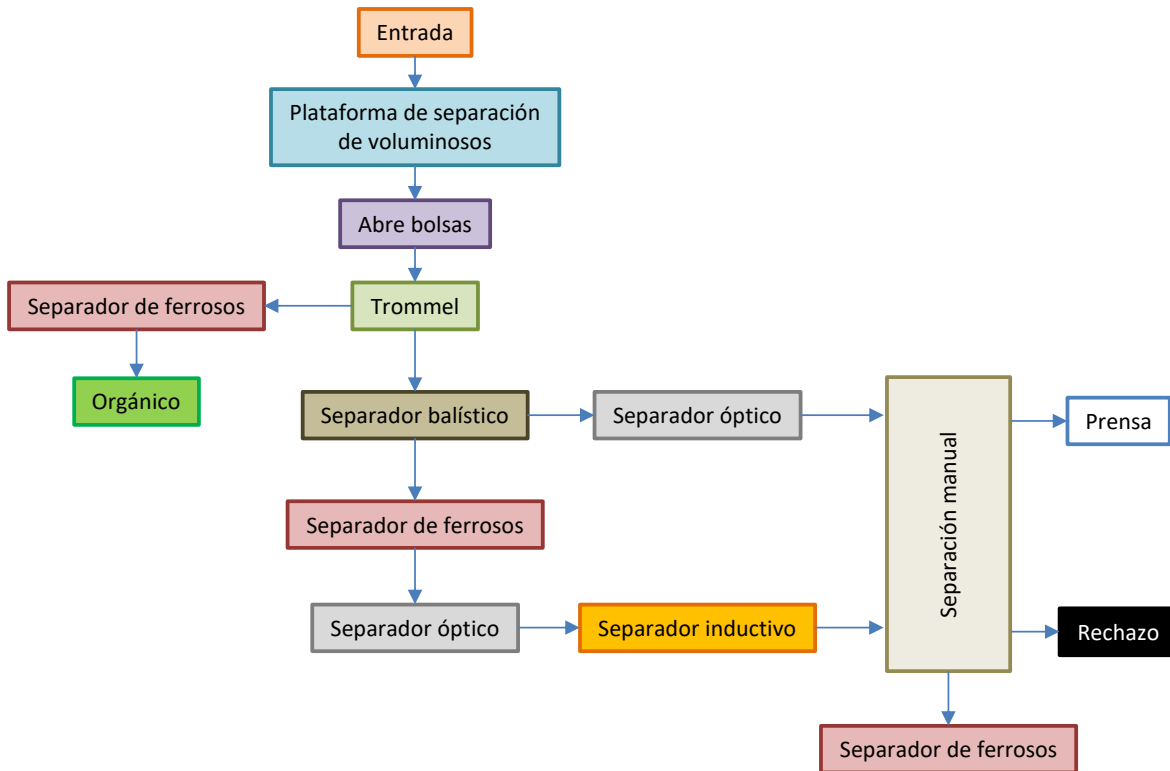 Entrada
Plataforma de separación
de voluminosos
Abre bolsas
Separador de ferrosos
Trommel
Orgánico
Separador balístico
Separador óptico
Separación manual
Prensa
Separador de ferrosos
Separador óptico
Separador inductivo
Rechazo
Separador de ferrosos